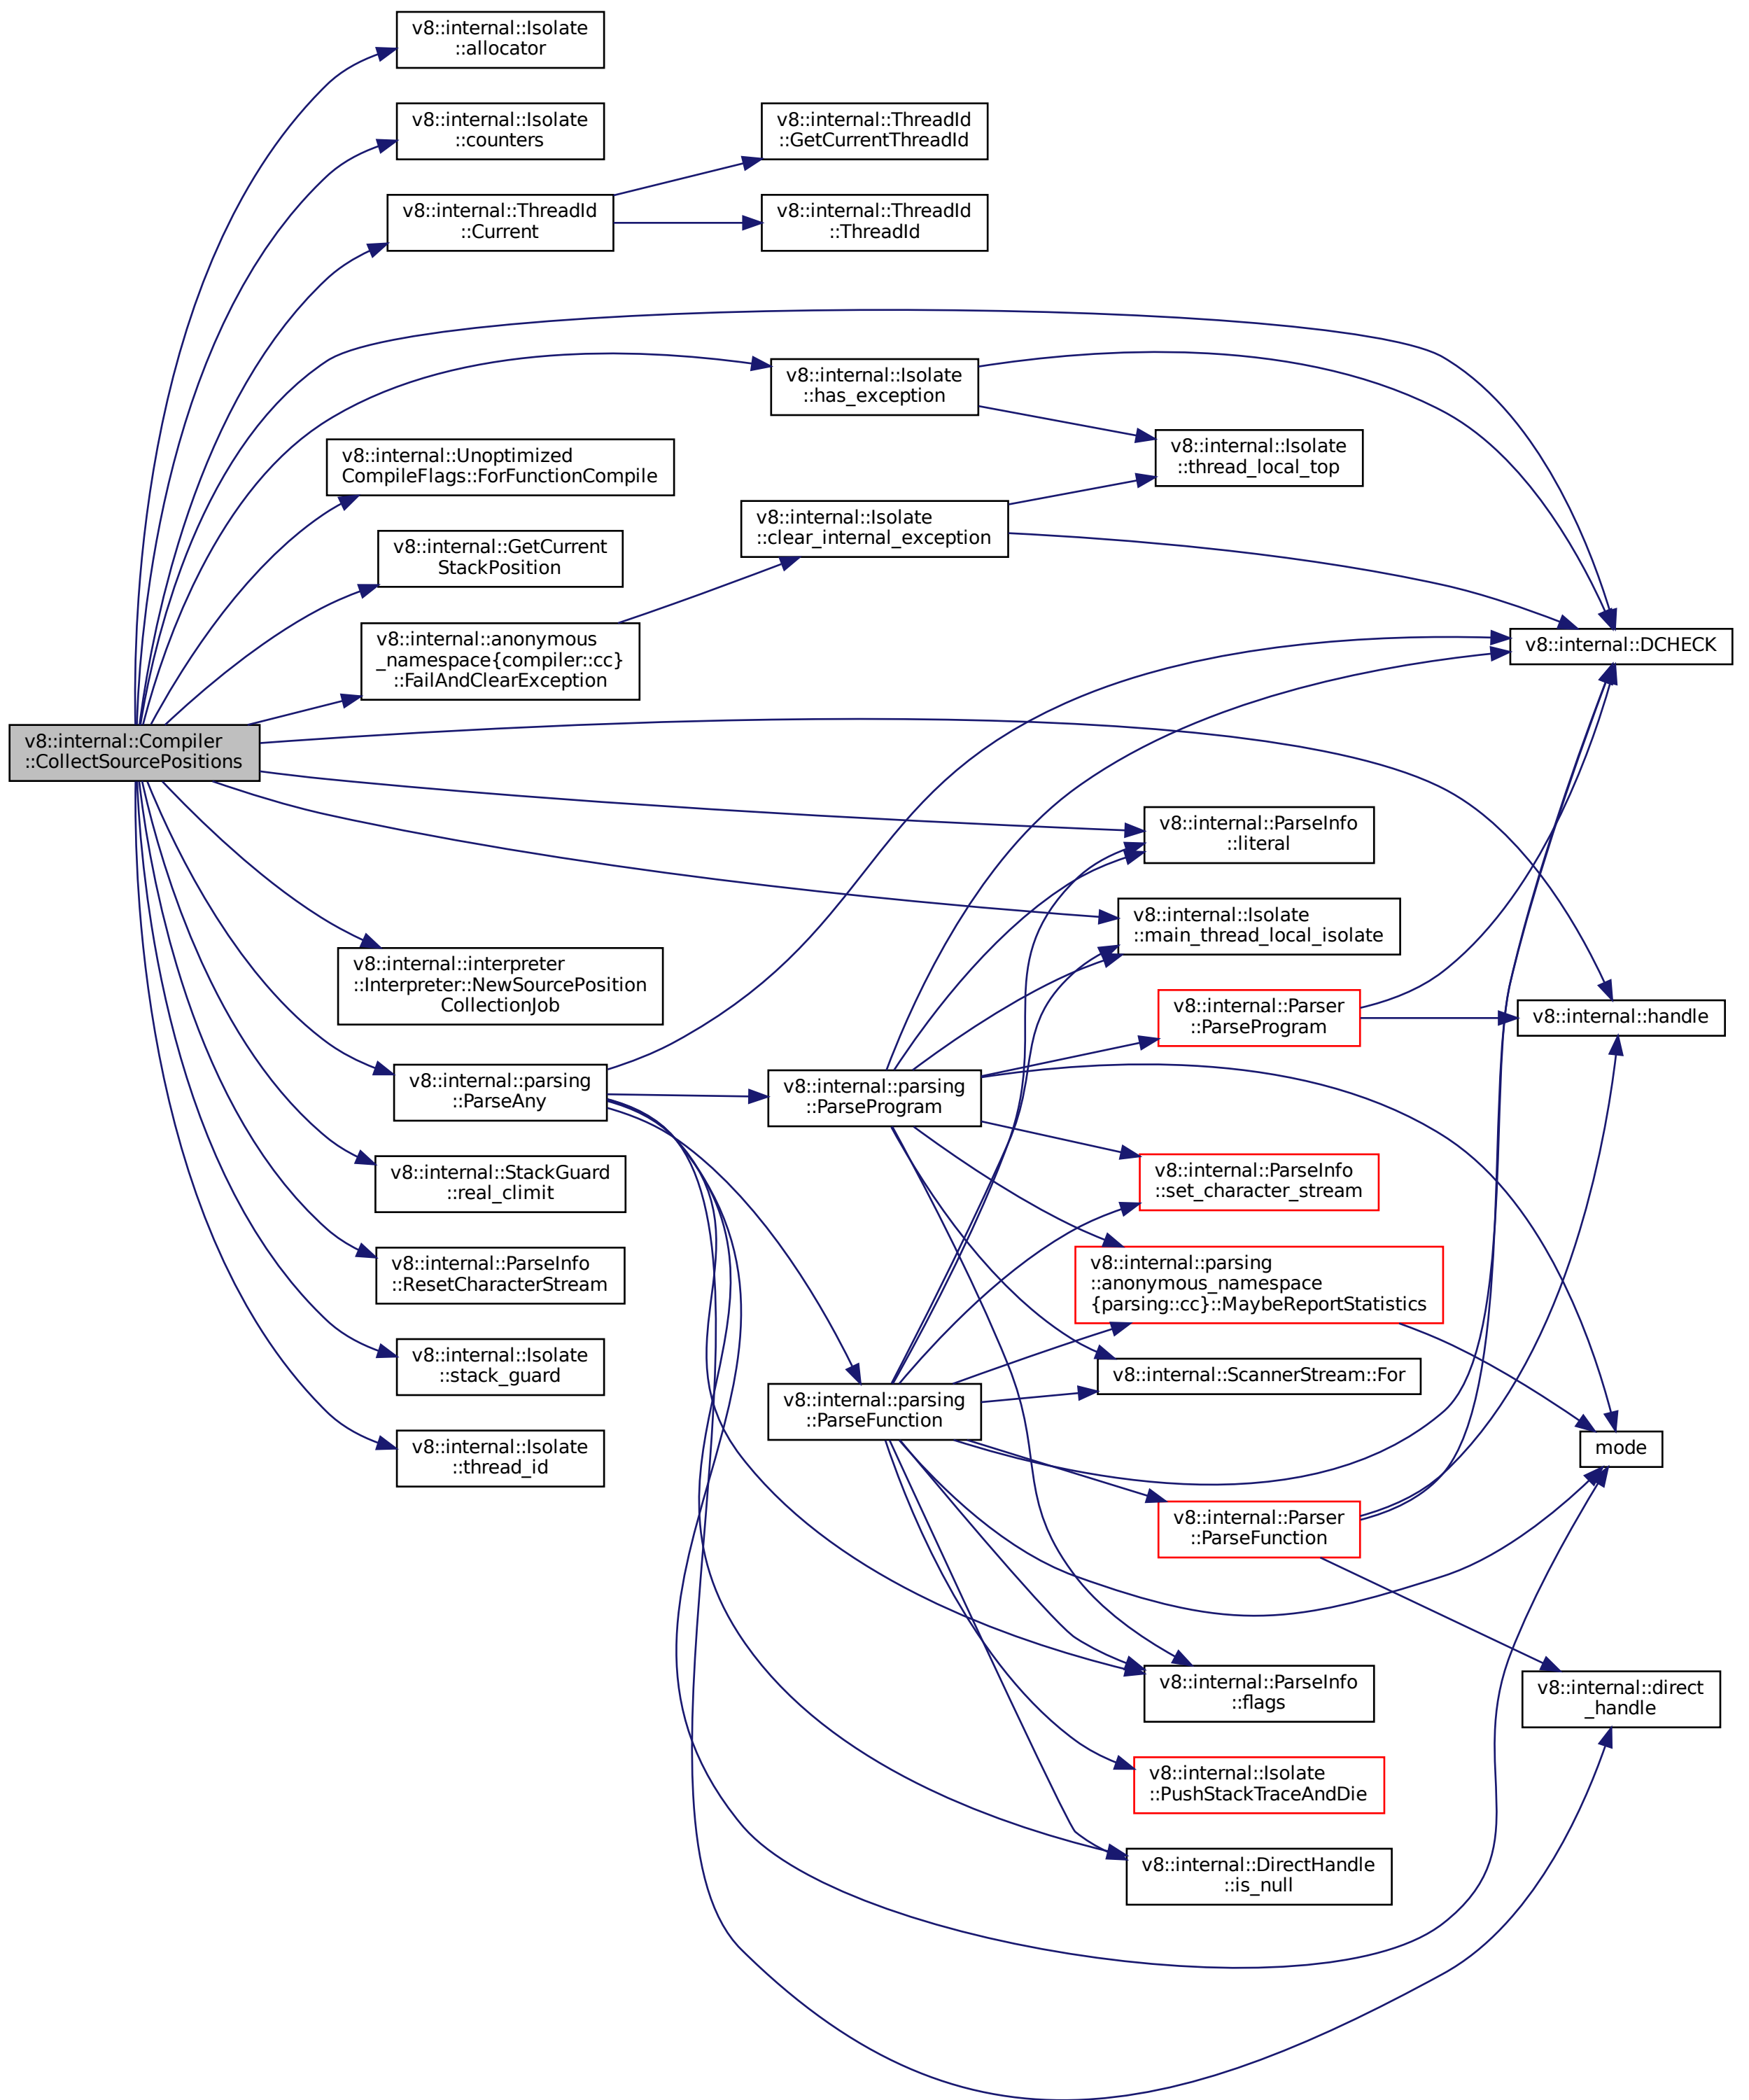 v8::internal::Isolate
::allocator
v8::internal::Isolate
::counters
v8::internal::ThreadId
::GetCurrentThreadId
v8::internal::ThreadId
::Current
v8::internal::ThreadId
::ThreadId
v8::internal::Isolate
::has_exception
v8::internal::Isolate
::thread_local_top
v8::internal::Unoptimized
CompileFlags::ForFunctionCompile
v8::internal::Isolate
::clear_internal_exception
v8::internal::GetCurrent
StackPosition
v8::internal::anonymous
_namespace{compiler::cc}
::FailAndClearException
v8::internal::DCHECK
v8::internal::Compiler
::CollectSourcePositions
v8::internal::ParseInfo
::literal
v8::internal::Isolate
::main_thread_local_isolate
v8::internal::interpreter
::Interpreter::NewSourcePosition
CollectionJob
v8::internal::Parser
::ParseProgram
v8::internal::handle
v8::internal::parsing
::ParseAny
v8::internal::parsing
::ParseProgram
v8::internal::StackGuard
::real_climit
v8::internal::ParseInfo
::set_character_stream
v8::internal::ParseInfo
::ResetCharacterStream
v8::internal::parsing
::anonymous_namespace
{parsing::cc}::MaybeReportStatistics
v8::internal::Isolate
::stack_guard
v8::internal::ScannerStream::For
v8::internal::parsing
::ParseFunction
v8::internal::Isolate
::thread_id
mode
v8::internal::Parser
::ParseFunction
v8::internal::ParseInfo
::flags
v8::internal::direct
_handle
v8::internal::Isolate
::PushStackTraceAndDie
v8::internal::DirectHandle
::is_null